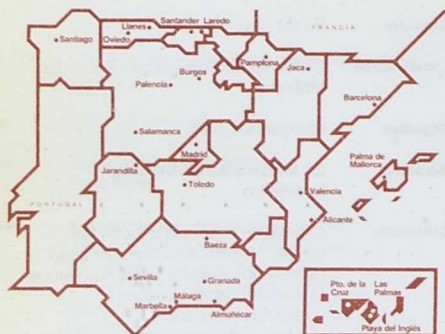 Santander Laredo
Llanes
FRANCIA
Santiago
Oviedo
Pamplona
Jaca
Burgos
Palencia
Barcelona
Salamanca
Madrid
Palma de
Mallorca
Jarandilla
Toledo
Valencia
PORTUGAL
ESPAÑA
Alicante
Baeza
Sevilla
Granada
Málaga
Marbella
Almuñecar
Pto. de la
Cruz
Las
Palmas
Playa del Inglés